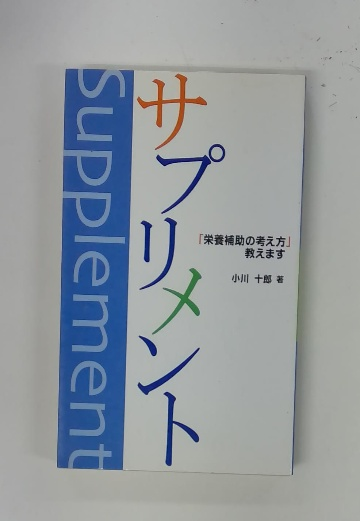 Supplement
サプリメント
「栄養補助の考え方」
教えます
小川 十郎 著